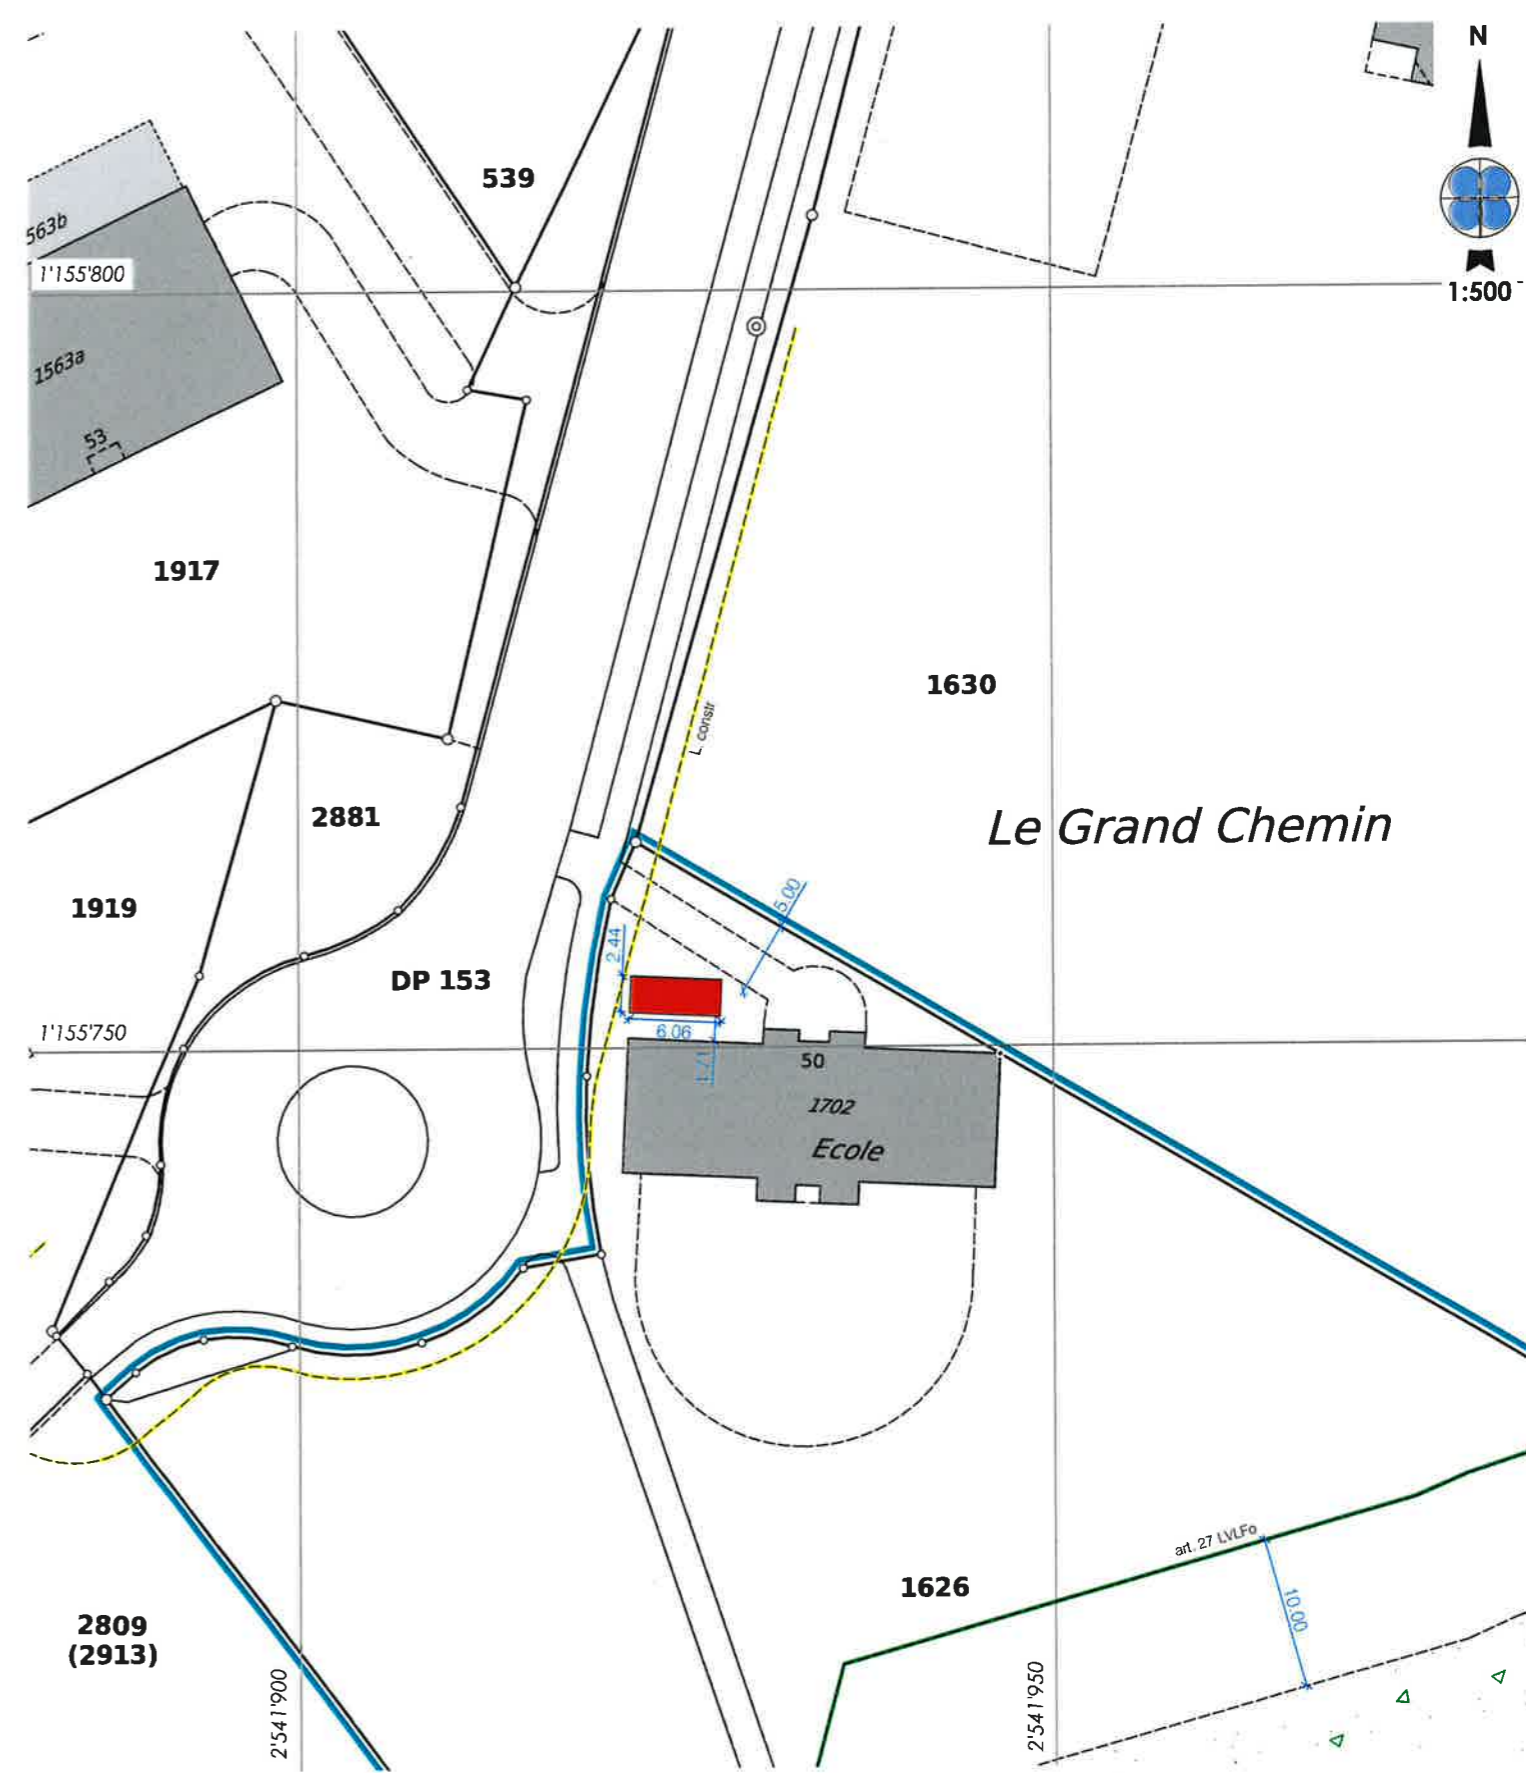 N
539
563b
1'155'800
1:500
1563a
53
1917
1630
L. constr
2881
Le Grand Chemin
1919
5.00
2.44
DP 153
1'155'750
6.06
1.71
50
1702
Ecole
art. 27 LVLFo
1626
10.00
2809
(2913)
2'541'900
2'541'950